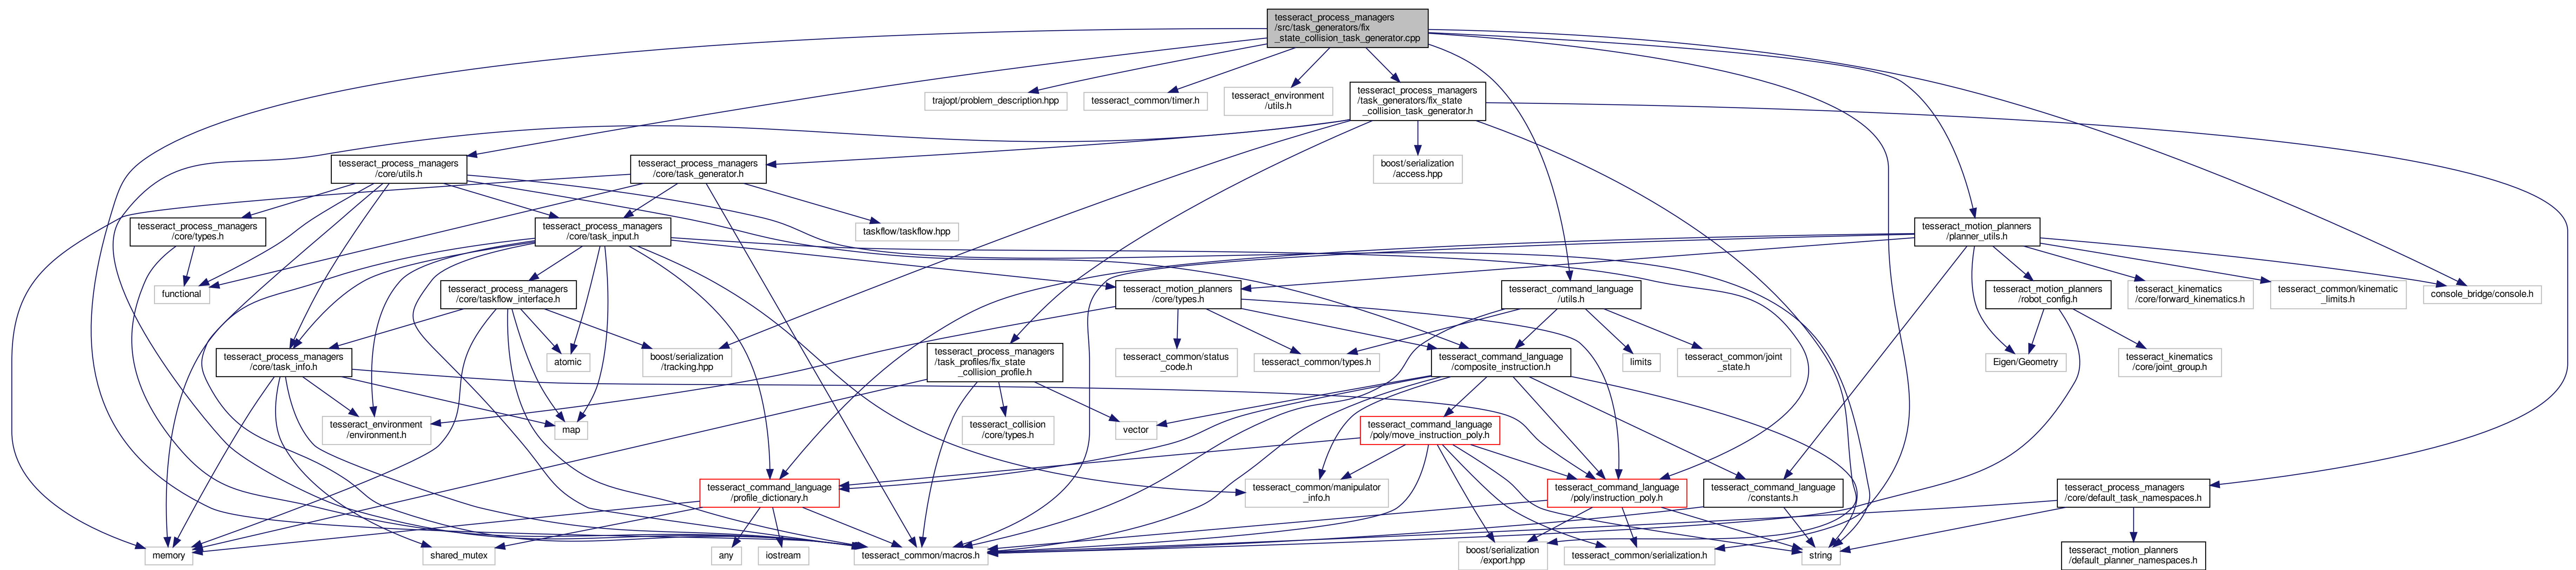 tesseract_process_managers
/src/task_generators/fix
_state_collision_task_generator.cpp
trajopt/problem_description.hpp
tesseract_common/timer.h
tesseract_environment
/utils.h
tesseract_process_managers
/task_generators/fix_state
_collision_task_generator.h
tesseract_process_managers
/core/utils.h
tesseract_process_managers
/core/task_generator.h
boost/serialization
/access.hpp
tesseract_process_managers
/core/types.h
tesseract_process_managers
/core/task_input.h
taskflow/taskflow.hpp
tesseract_motion_planners
/planner_utils.h
functional
tesseract_process_managers
/core/taskflow_interface.h
tesseract_motion_planners
/core/types.h
tesseract_command_language
/utils.h
tesseract_motion_planners
/robot_config.h
tesseract_kinematics
/core/forward_kinematics.h
tesseract_common/kinematic
_limits.h
console_bridge/console.h
tesseract_process_managers
/core/task_info.h
atomic
boost/serialization
/tracking.hpp
tesseract_process_managers
/task_profiles/fix_state
_collision_profile.h
tesseract_common/status
_code.h
tesseract_common/types.h
tesseract_command_language
/composite_instruction.h
limits
tesseract_common/joint
_state.h
Eigen/Geometry
tesseract_kinematics
/core/joint_group.h
tesseract_environment
/environment.h
map
tesseract_collision
/core/types.h
vector
tesseract_command_language
/poly/move_instruction_poly.h
tesseract_command_language
/profile_dictionary.h
tesseract_common/manipulator
_info.h
tesseract_command_language
/poly/instruction_poly.h
tesseract_command_language
/constants.h
tesseract_process_managers
/core/default_task_namespaces.h
memory
shared_mutex
any
iostream
tesseract_common/macros.h
boost/serialization
/export.hpp
tesseract_common/serialization.h
string
tesseract_motion_planners
/default_planner_namespaces.h